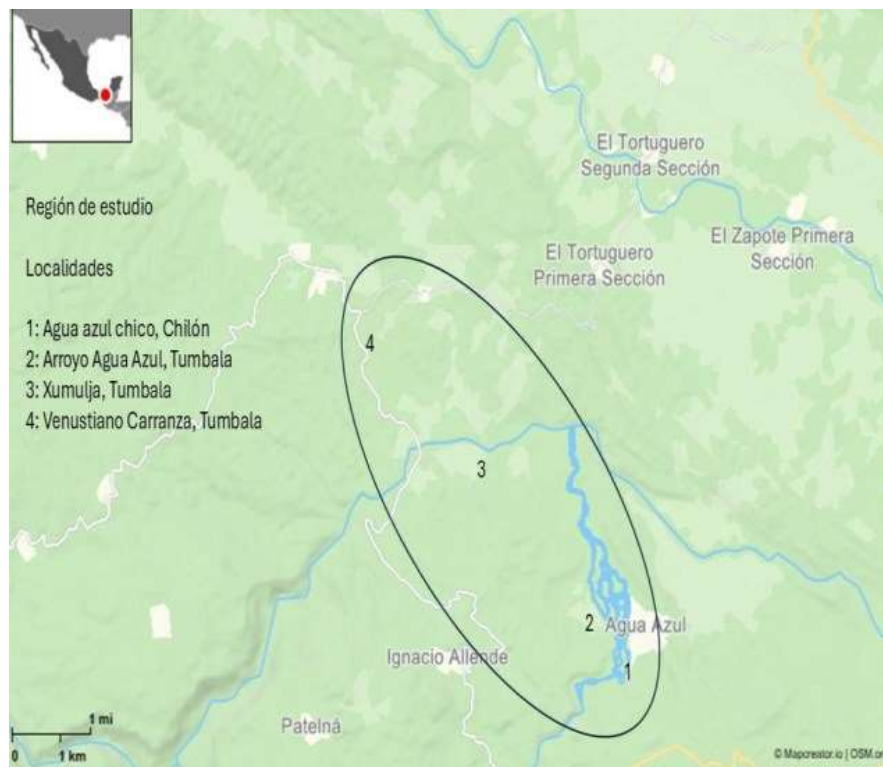 Región de estudio
Localidades
1: Agua azul chico, Chilón
2: Arroyo Agua Azul, Tumbala
3: Xumulja, Tumbala
4: Venustiano Carranza, Tumbala
El Tortuguero
Segunda Sección
El Zapote Primera
Sección
El Tortuguero
Primera Sección
4
3
2
Agua Azul
1
Ignacio Allende
Patelná
1 mi
0
1 km
© Mapcreator.io | OSM.or